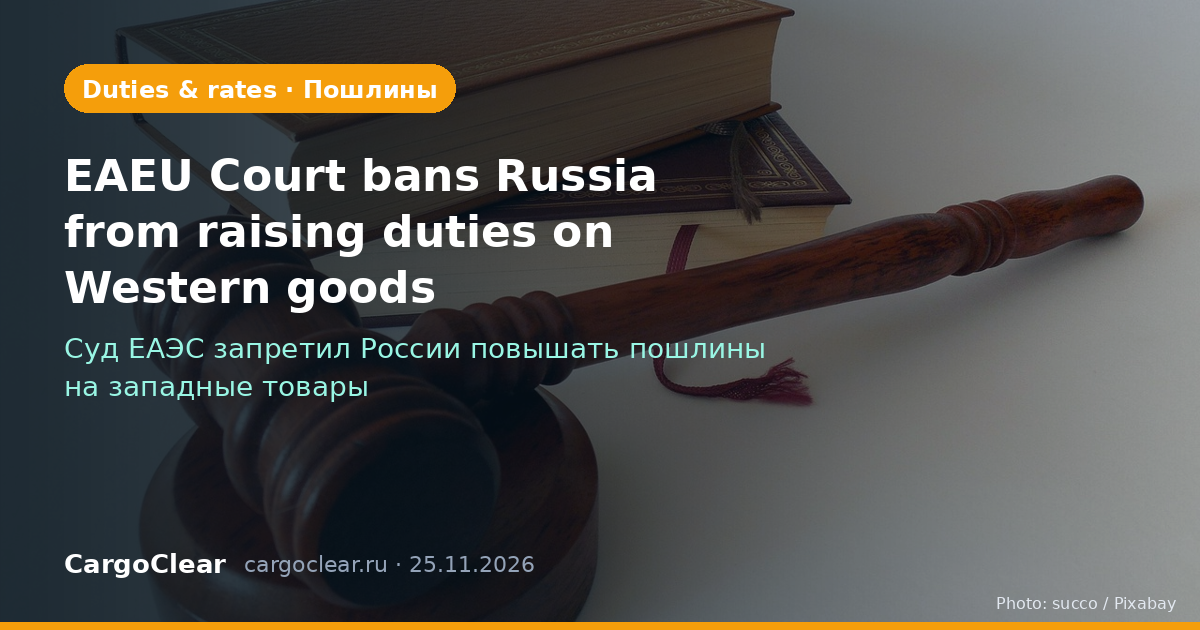 Duties & rates · Пошлины
EAEU Court bans Russia
from raising duties on
Western goods
Суд ЕАЭС запретил России повышать пошлины
на западные товары
CargoClear cargoclear.ru · 25.11.2026
Photo: succo / Pixabay